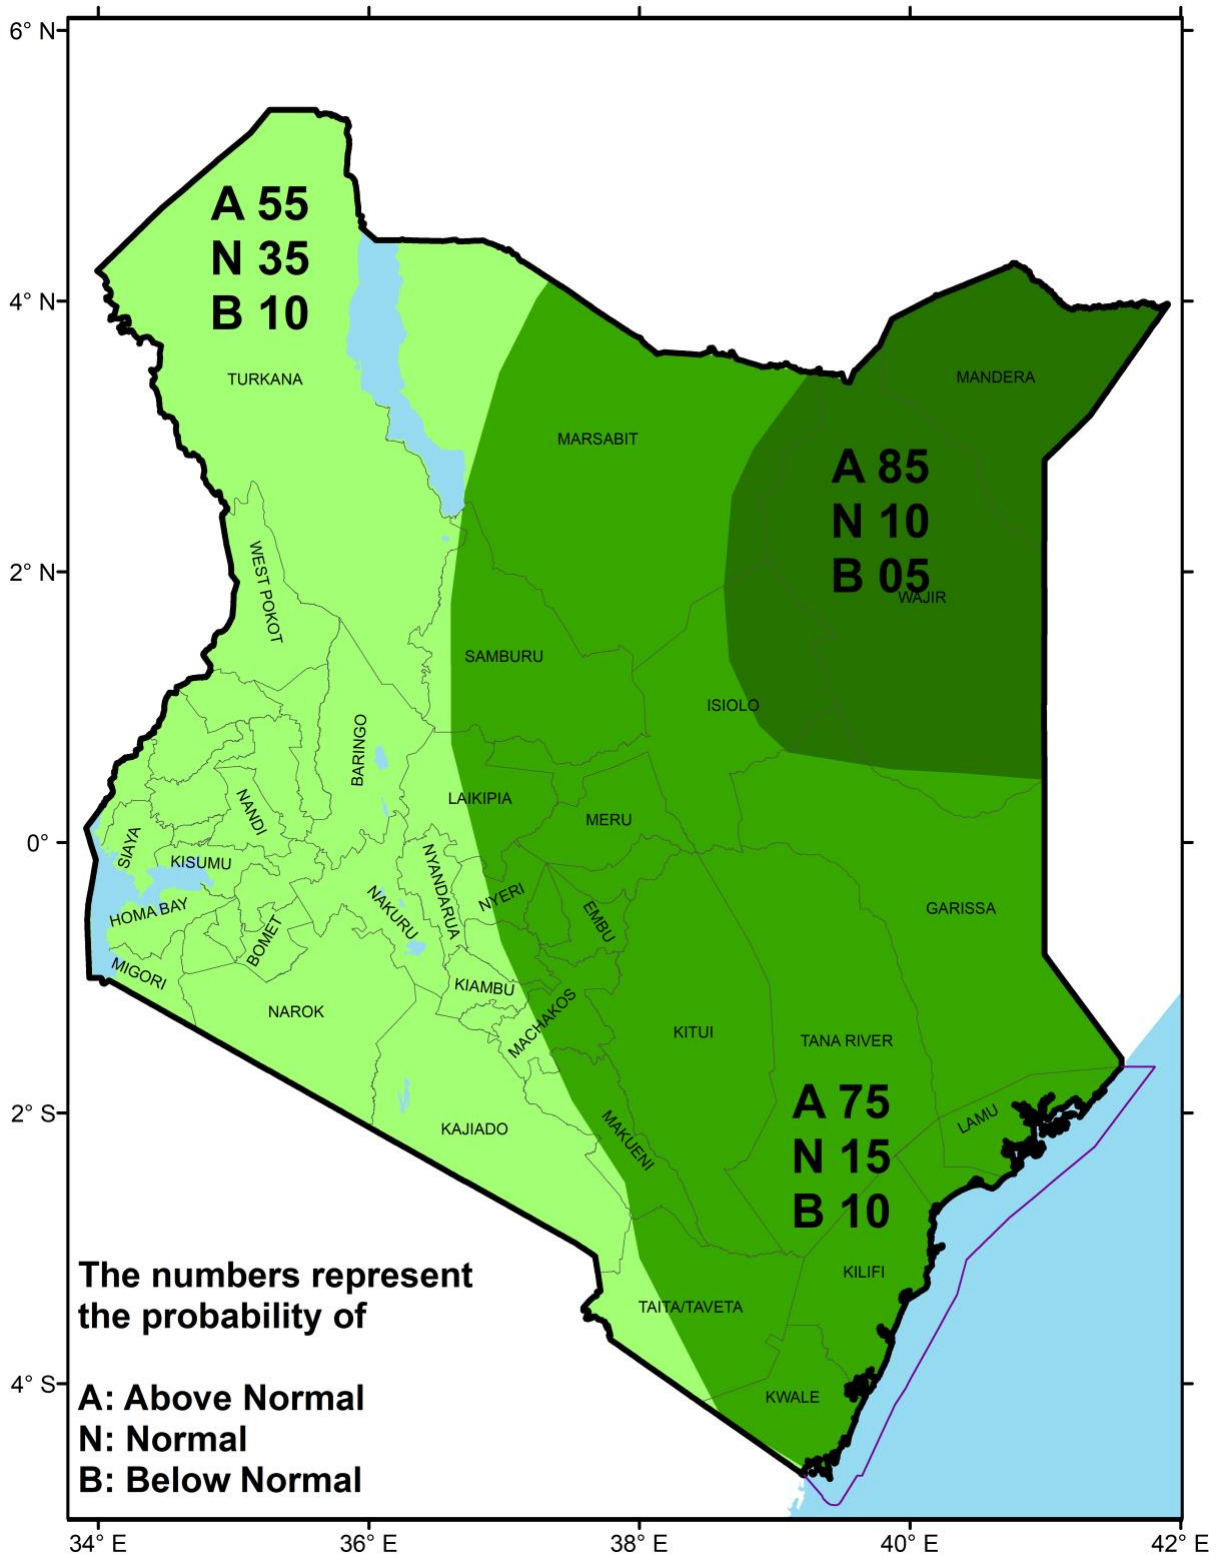 6° N
4° N
2° N
0°
2° S
4° S
A 55
N 35
B 10
TURKANA
MANDERA
MARSABIT
A 85
N 10
B 05
WAJIR
WEST POKOT
SAMBURU
ISIOLO
BARINGO
LAIKIPIA
MERU
NANDI
SIAYA
KISUMU
NYANDARUA
NYERI
NAKURU
EMBU
HOMA BAY
BOMET
GARISSA
MIGORI
KIAMBU
NAROK
MACHAKOS
KITUI
TANA RIVER
A 75
N 15
B 10
LAMU
KAJIADO
MAKUENI
KILIFI
TAITA/TAVETA
KWALE
The numbers represent
the probability of
A: Above Normal
N: Normal
B: Below Normal
34° E
36° E
38° E
40° E
42° E